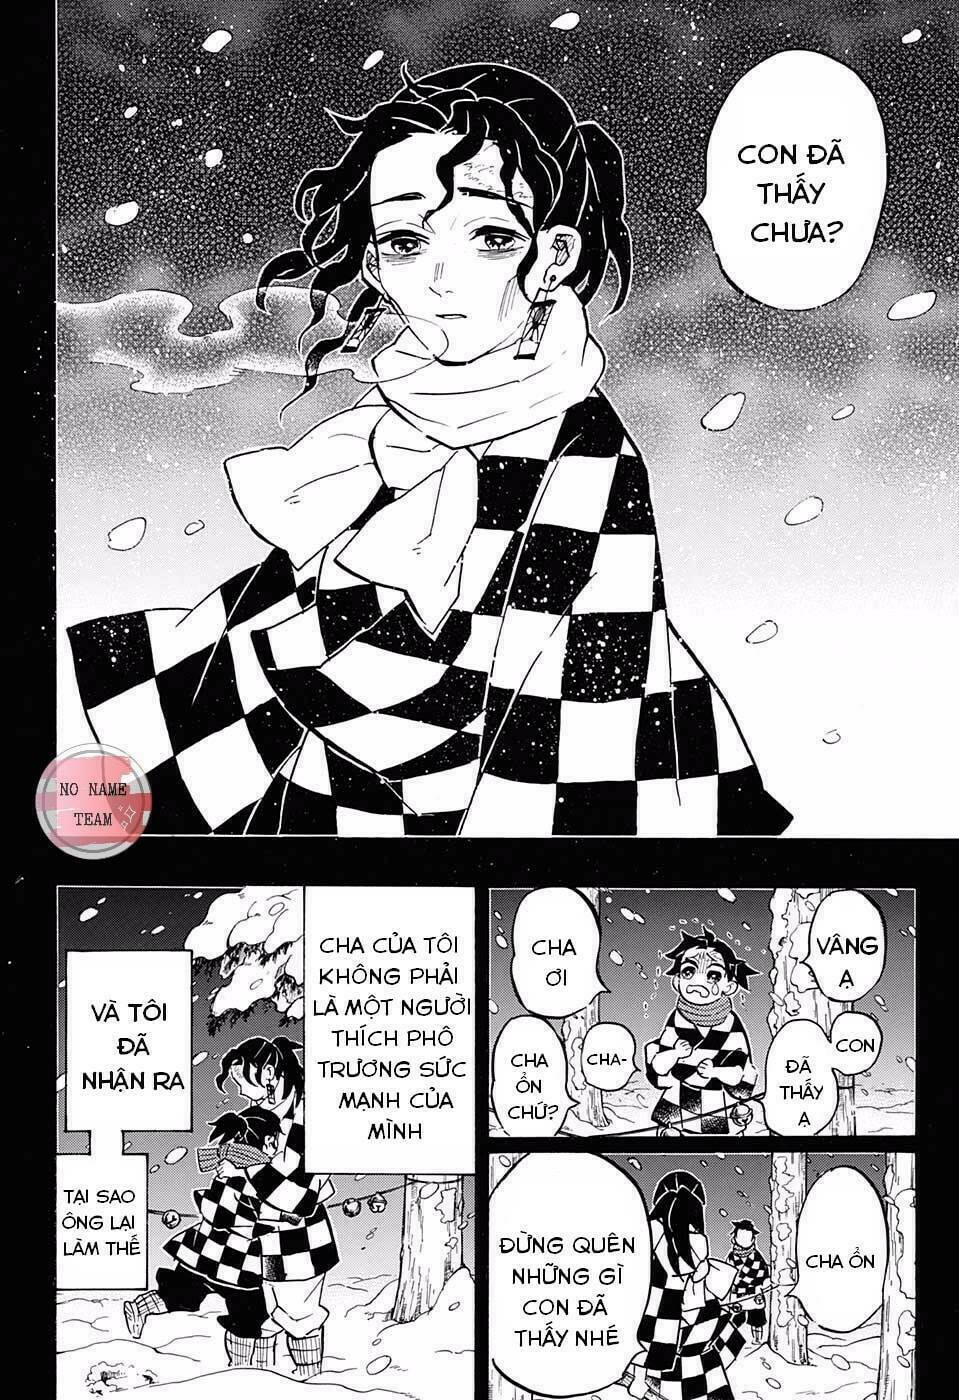 CON ĐÃ
THẤY
CHƯA?
NO NAME
TEAM
VÂNG
Ạ
CON
ĐÃ
THẤY
Ạ
CHA
ƠI
CHA-
CHA
ỔN
CHỨ?
CHA ỔN
ĐỪNG QUÊN
NHỮNG GÌ
CON ĐÃ
THẤY NHÉ
CHA CỦA TÔI
KHÔNG PHẢI
LÀ MỘT NGƯỜI
THÍCH PHÔ
TRƯƠNG SỨC
MẠNH CỦA
MÌNH
VÀ TÔI
ĐÃ
NHẬN RA
TẠI SAO
ÔNG LẠI
LÀM THẾ